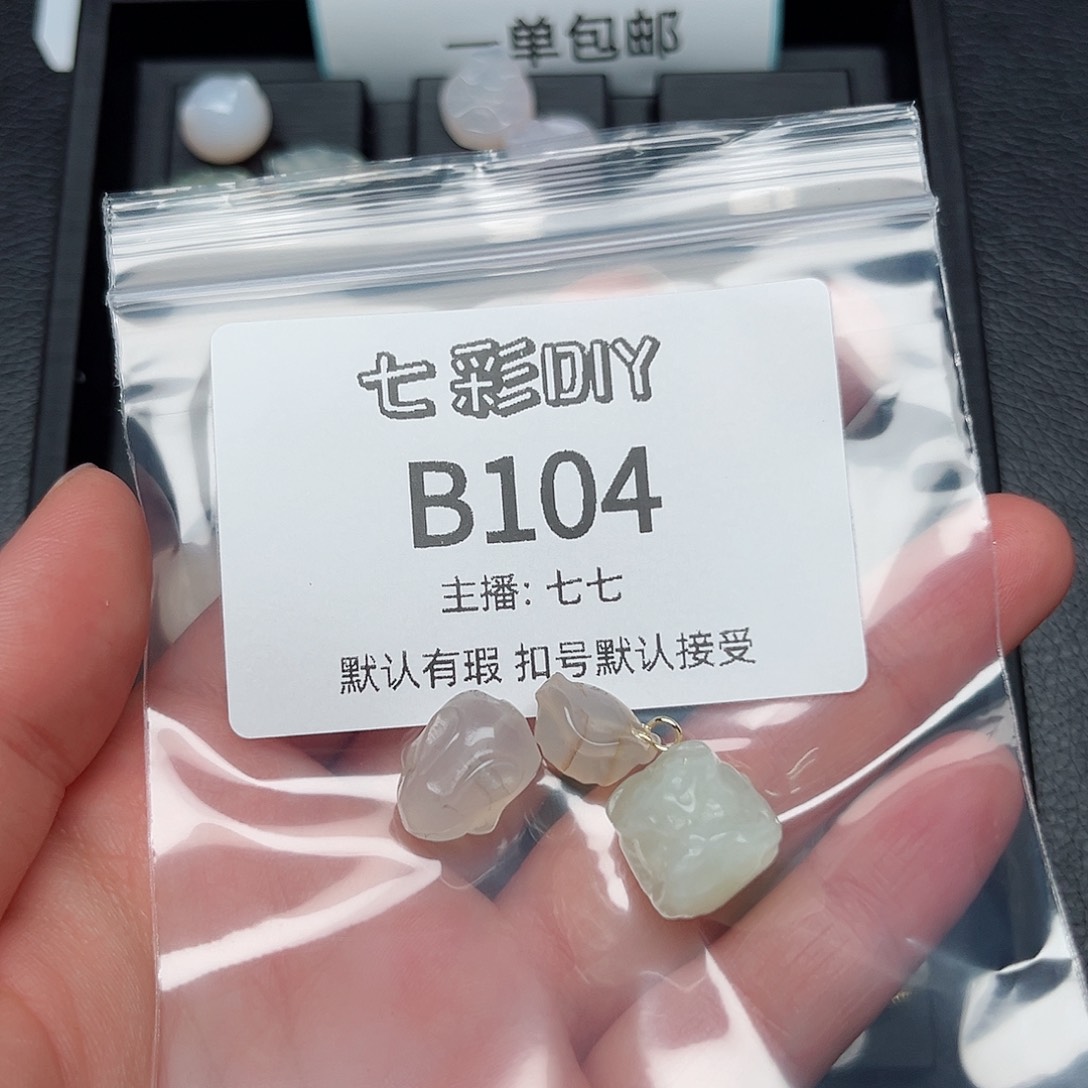 一单包邮
七彩DIY
B104
主播: 七七
默认有瑕 扣号默认接受